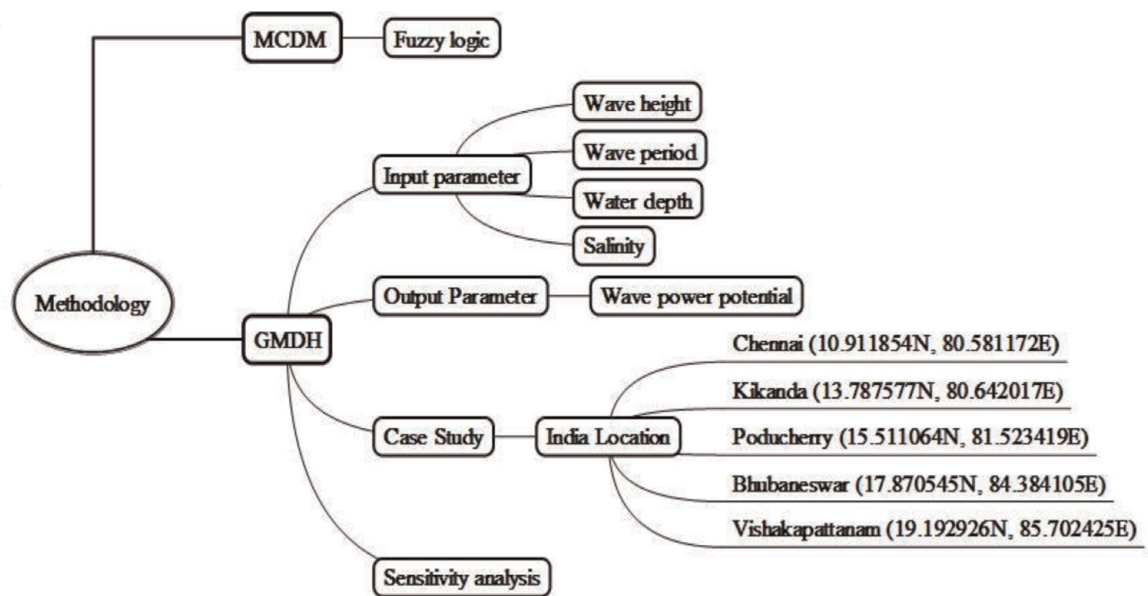 MCDM
Fuzzy logic
Wave height
Wave period
Input parameter
Water depth
Salinity
Methodology
Output Parameter
Wave power potential
GMDH
Chennai (10.911854N, 80.581172E)
Kikanda (13.787577N, 80.642017E)
Case Study
India Location
Poducherry (15.511064N, 81.523419E)
Bhubaneswar (17.870545N, 84.384105E)
Vishakapattanam (19.192926N, 85.702425E)
Sensitivity analysis